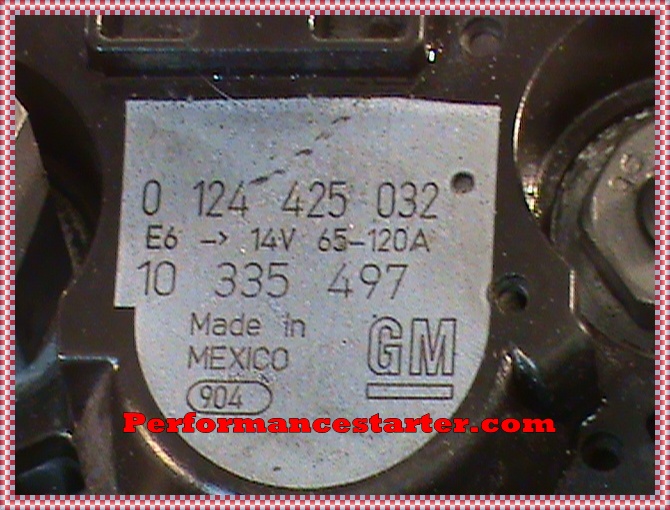 0 124 425 032
E6 -> 14V 65-120A
10 335 497
Made in
MEXICO
GM
904
Performancestarter.com